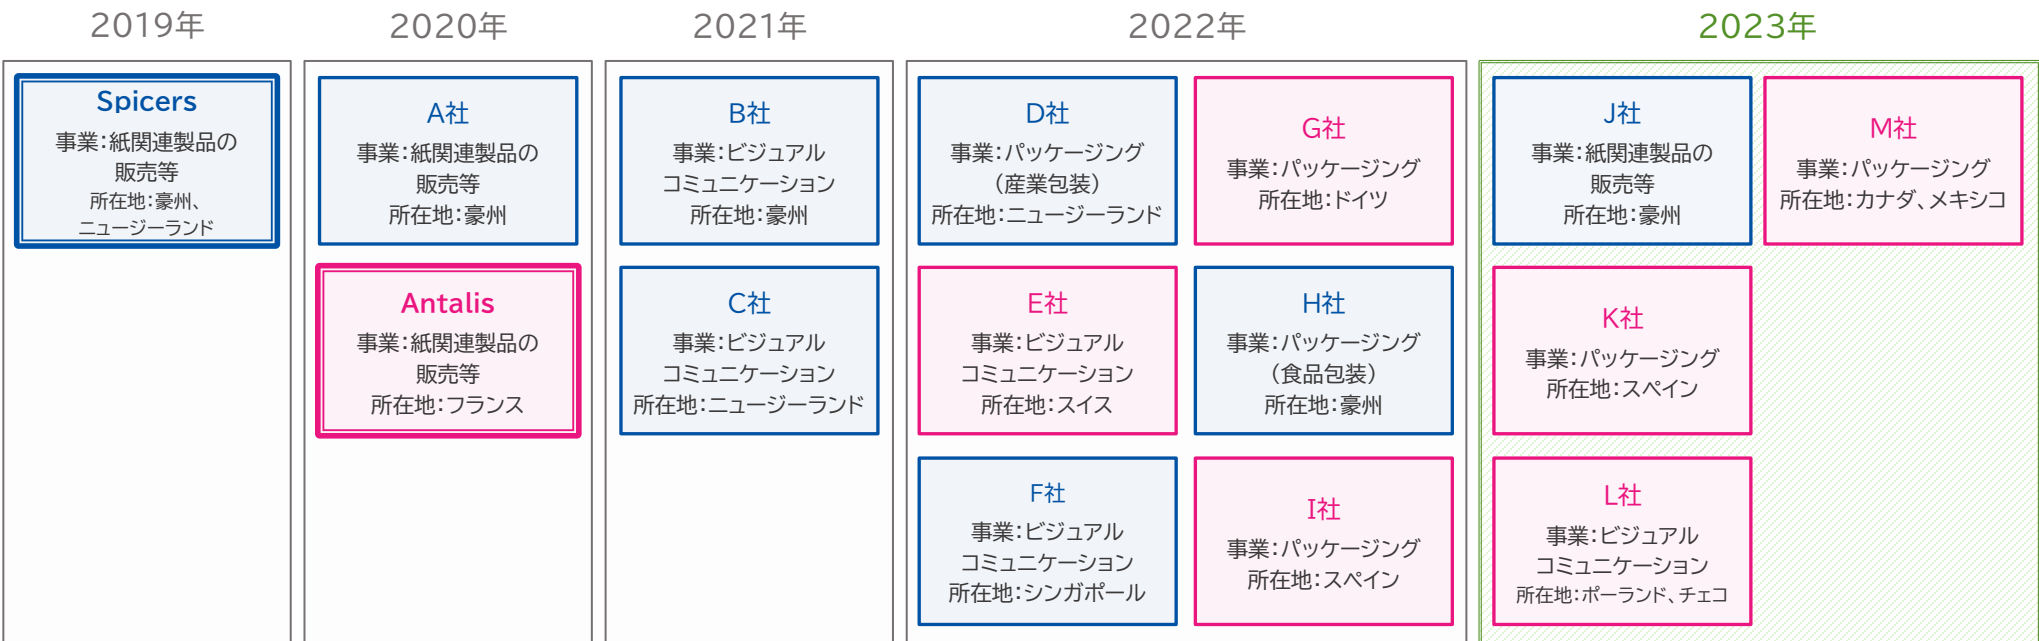 2019年
2020年
2021年
2022年
2023年
Spicers
事業：紙関連製品の
販売等
所在地：豪州、
ニュージーランド
A社
事業：紙関連製品の
販売等
所在地：豪州
Antalis
事業：紙関連製品の
販売等
所在地：フランス
B社
事業：ビジュアル
コミュニケーション
所在地：豪州
C社
事業：ビジュアル
コミュニケーション
所在地：ニュージーランド
D社
事業：パッケージング
（産業包装）
所在地：ニュージーランド
E社
事業：ビジュアル
コミュニケーション
所在地：スイス
F社
事業：ビジュアル
コミュニケーション
所在地：シンガポール
G社
事業：パッケージング
所在地：ドイツ
H社
事業：パッケージング
（食品包装）
所在地：豪州
I社
事業：パッケージング
所在地：スペイン
J社
事業：紙関連製品の
販売等
所在地：豪州
K社
事業：パッケージング
所在地：スペイン
L社
事業：ビジュアル
コミュニケーション
所在地：ポーランド、チェコ
M社
事業：パッケージング
所在地：カナダ、メキシコ